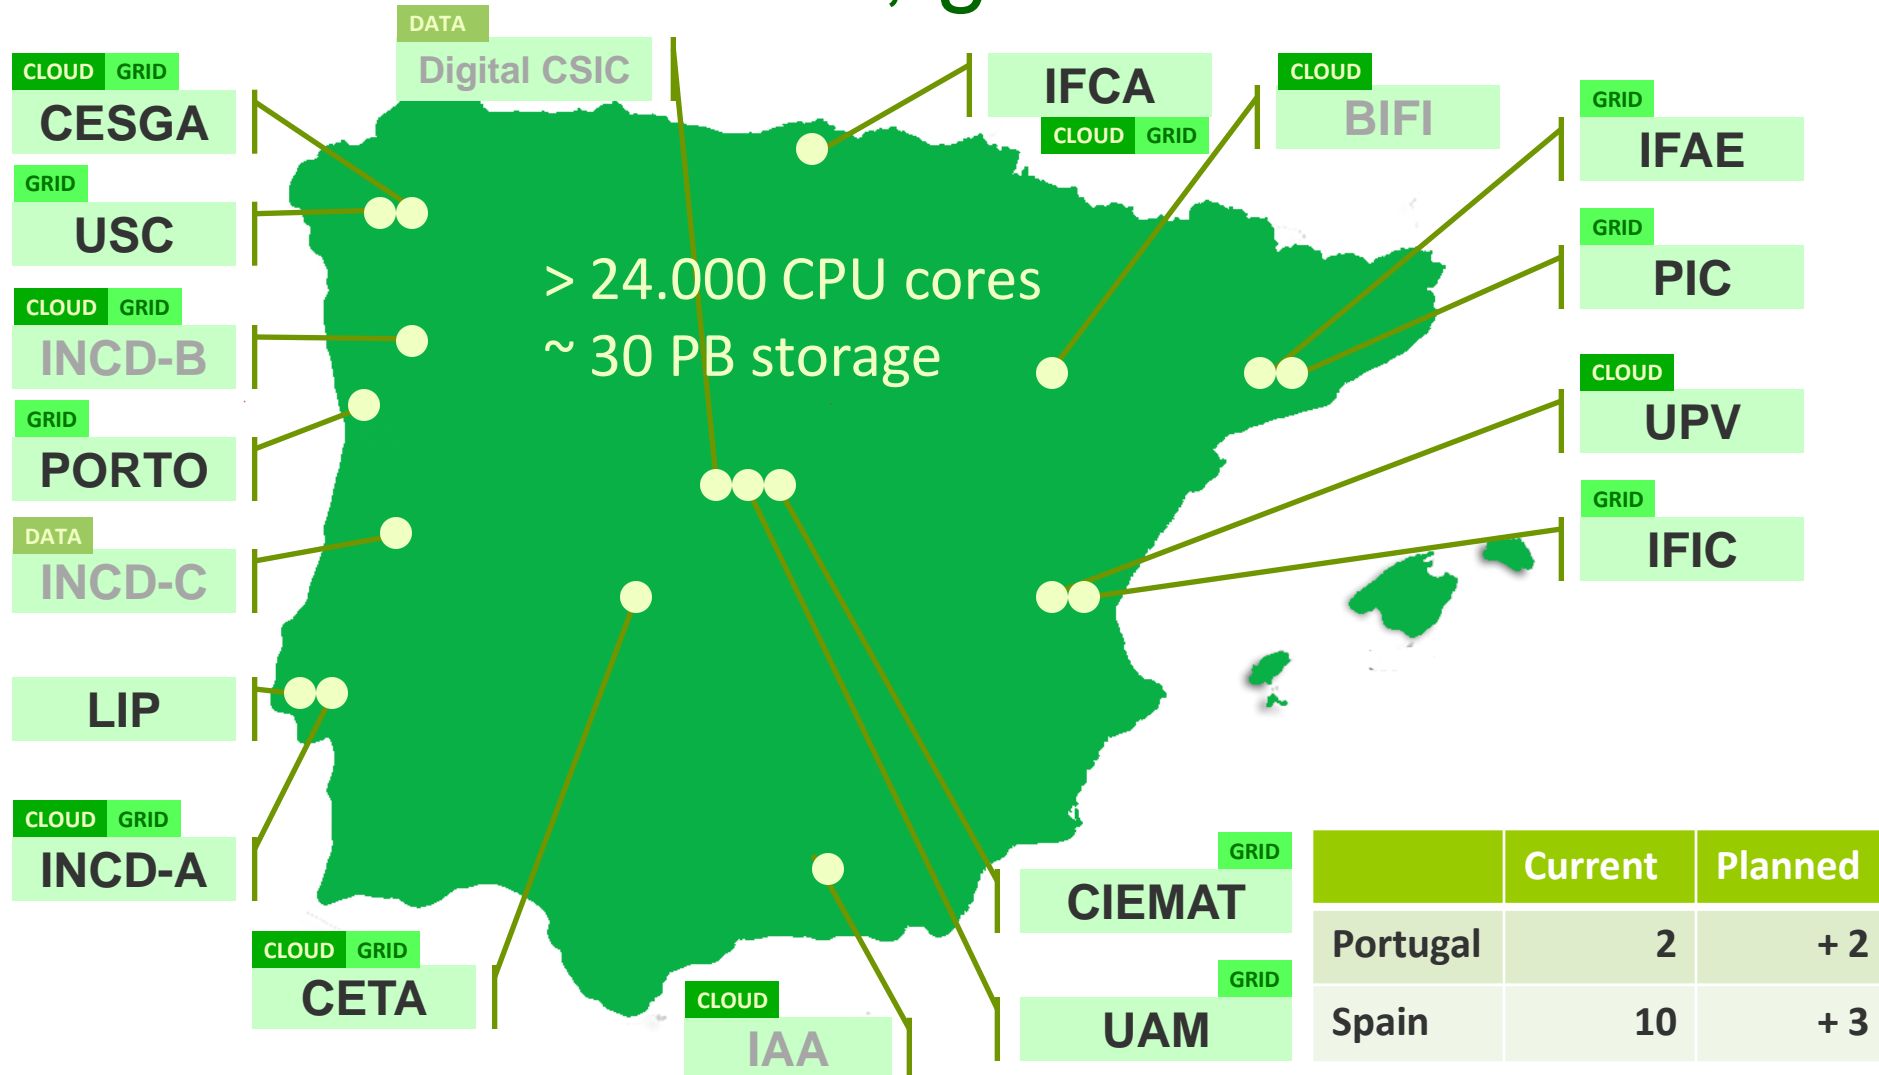 DATA
Digital CSIC
CLOUD GRID
CESGA
GRID
USC
CLOUD GRID
INCD-B
GRID
PORTO
DATA
INCD-C
LIP
CLOUD GRID
INCD-A
CLOUD GRID
CETA
CLOUD
IAA
> 24.000 CPU cores
~ 30 PB storage
IFCA
CLOUD GRID
CLOUD
BIFI
GRID
IFAE
GRID
PIC
CLOUD
UPV
GRID
IFIC
GRID
CIEMAT
GRID
UAM
Current Planned
Portugal 2 + 2
Spain 10 + 3